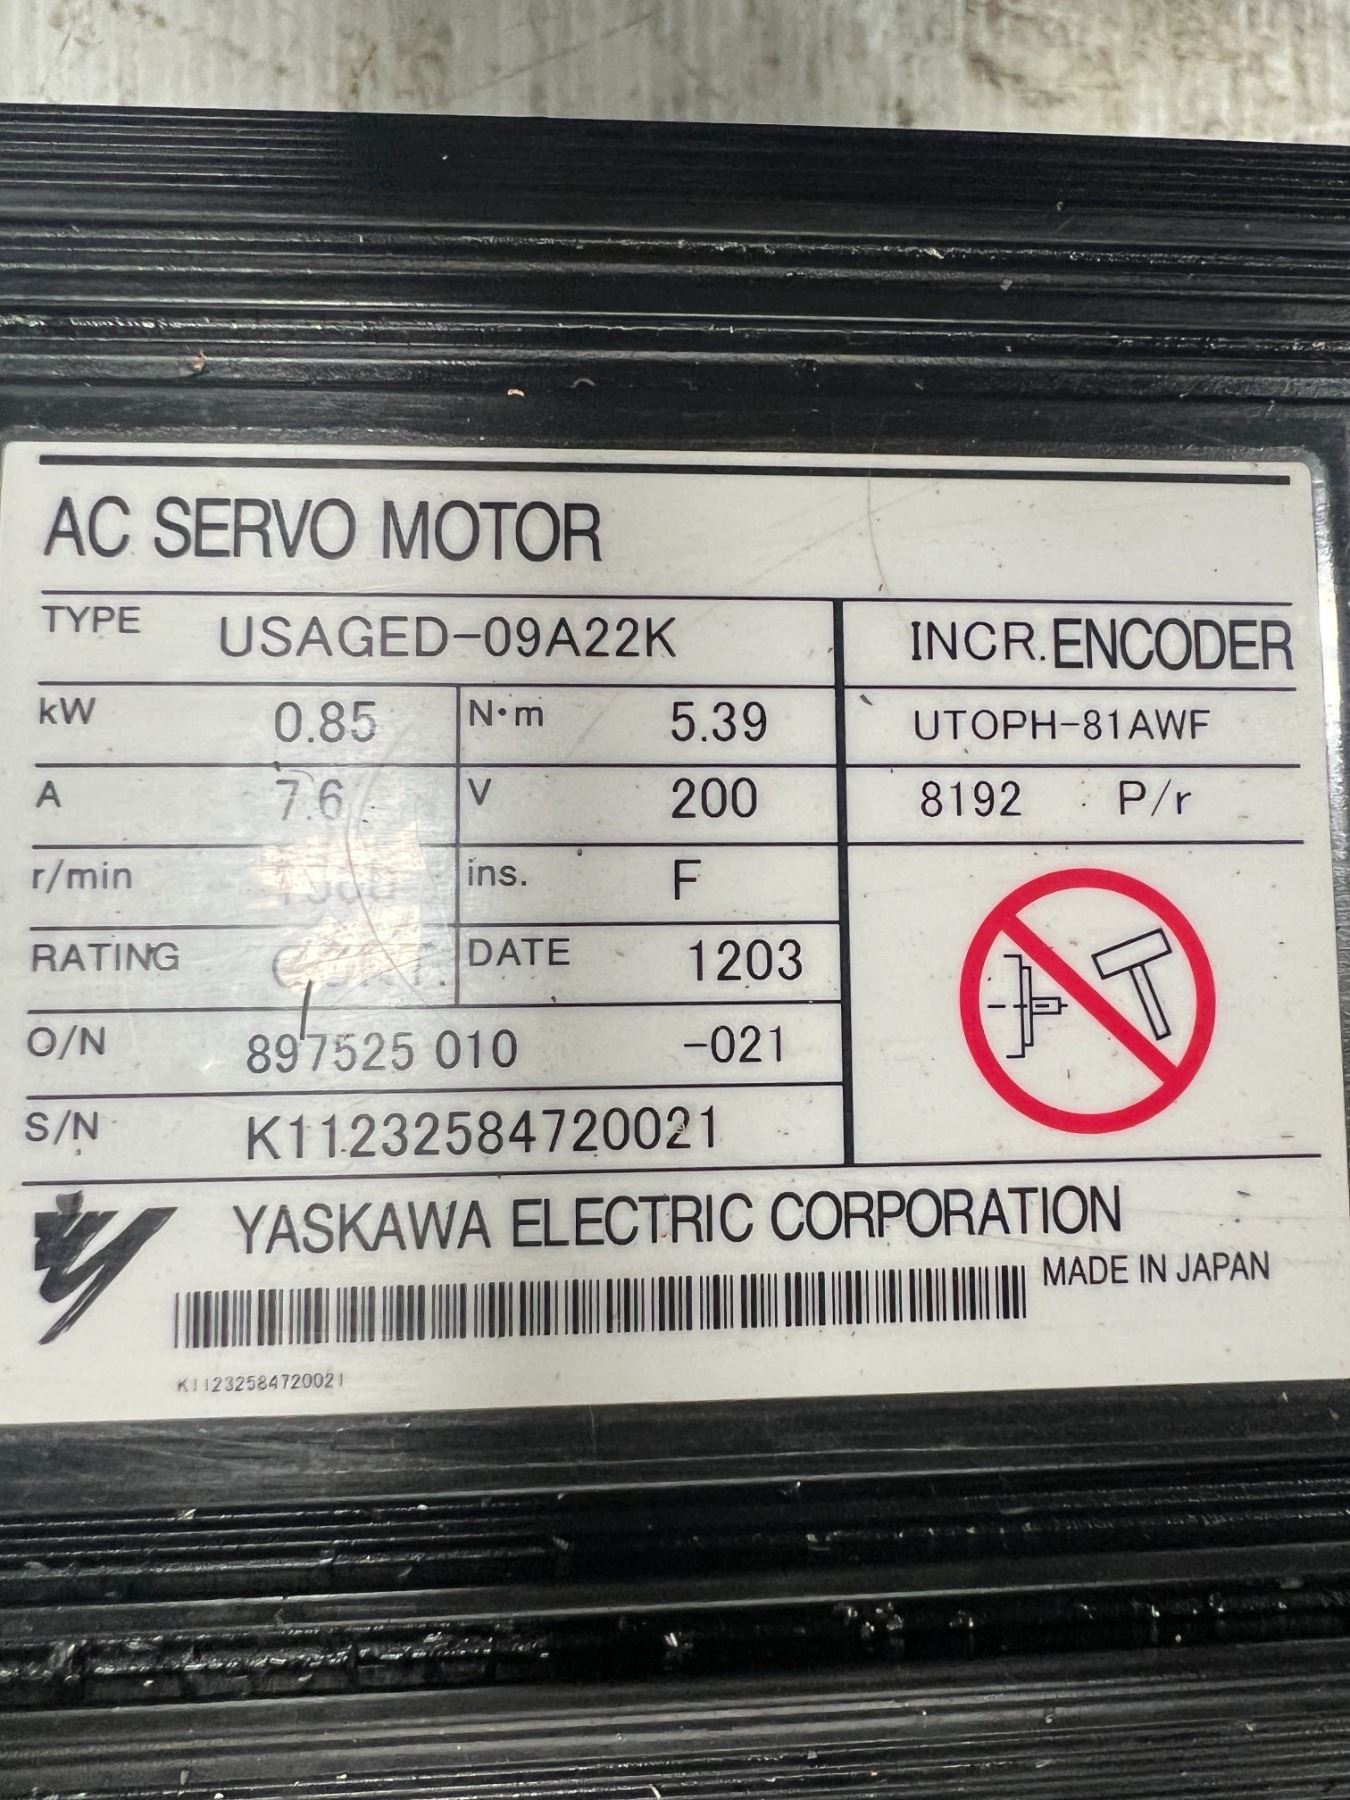 AC SERVO MOTOR
TYPE USAGED-09A22K INCR. ENCODER
kW 0.85 N·m 5.39 UTOPH-81AWF
A 7.6 V 200 8192 P/r
r/min ins. F
RATING DATE 1203
O/N 897525 010 -021
S/N K11232584720021
YASKAWA ELECTRIC CORPORATION
MADE IN JAPAN
K11232584720021